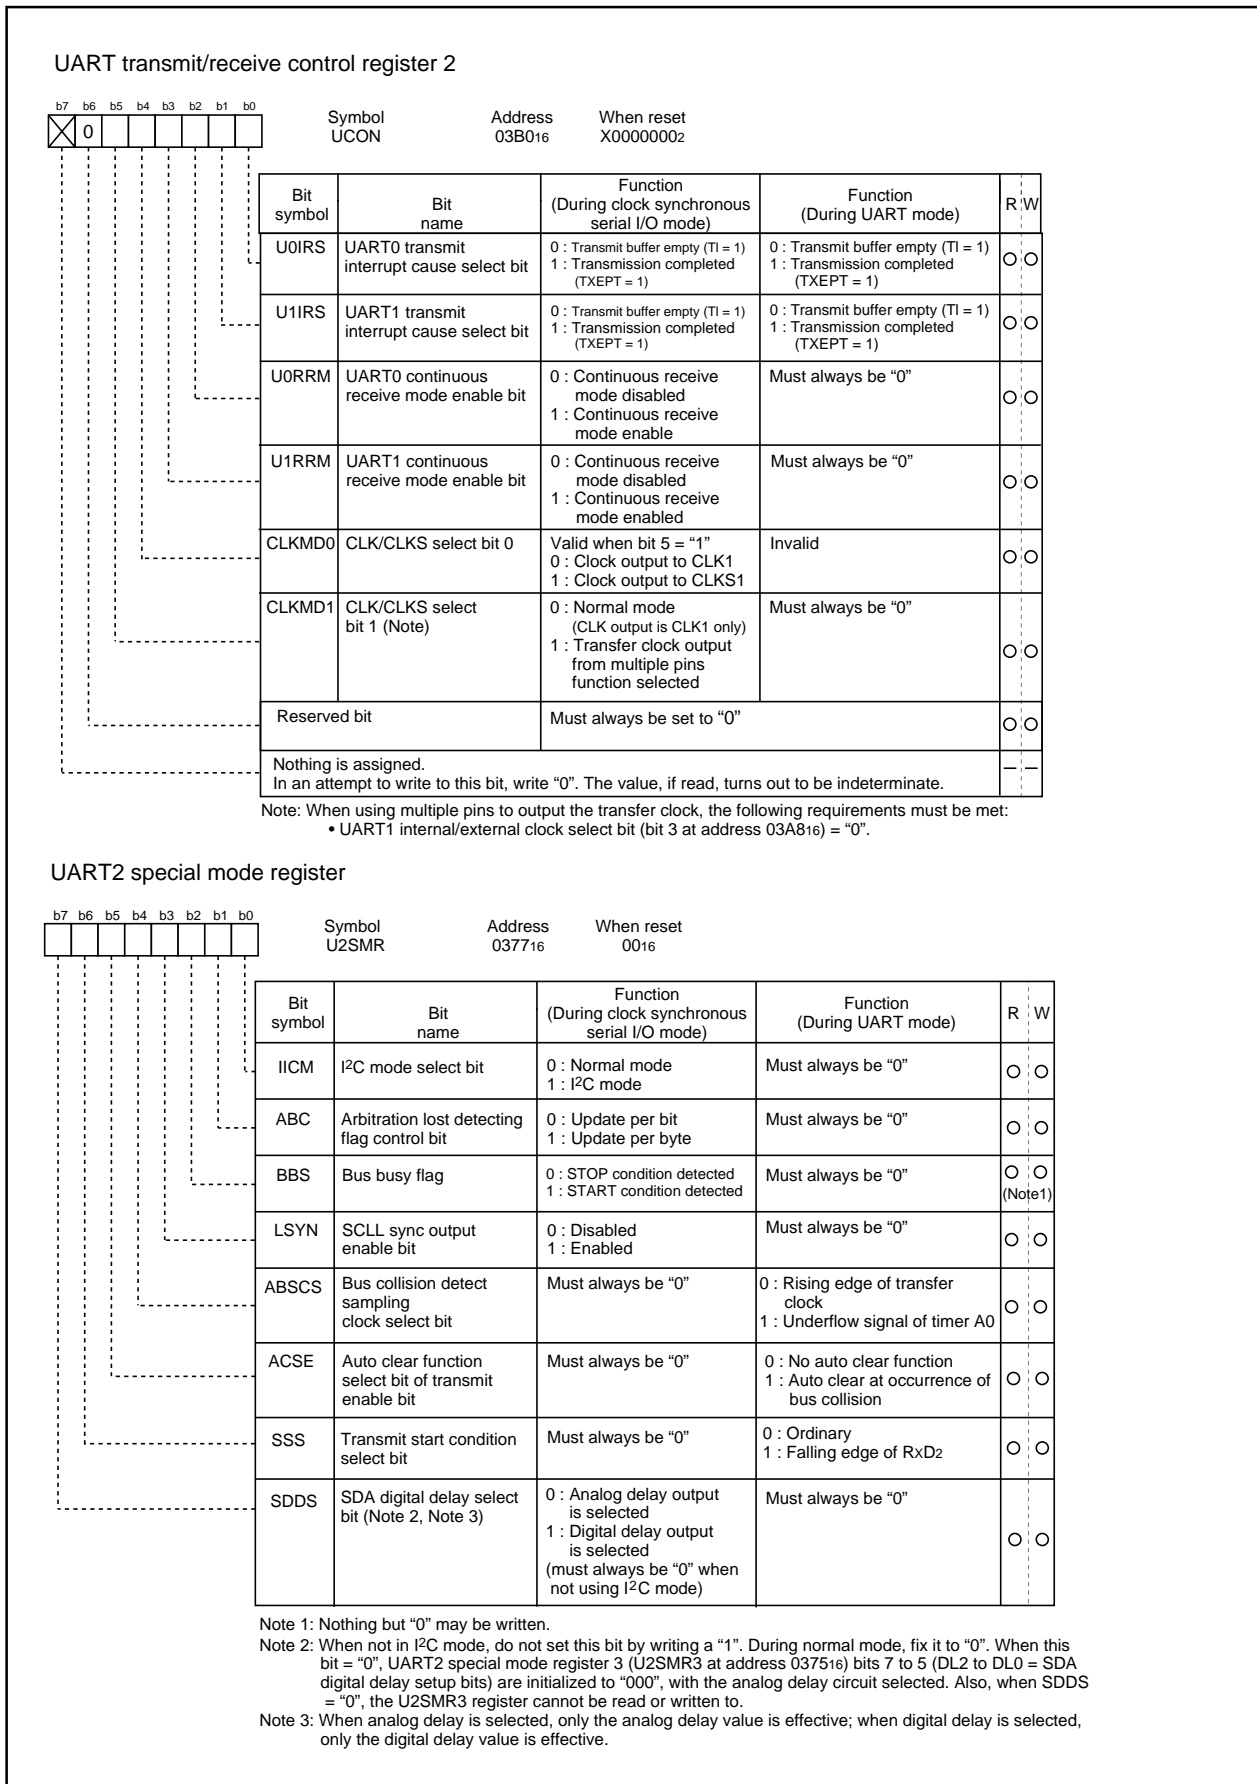 UART transmit/receive control register 2
b7 b6 b5 b4 b3 b2 b1 b0
Symbol Address When reset
UCON 03B016 X00000002
0
Bit symbol Bit name Function (During clock synchronous serial I/O mode) Function (During UART mode) R W
U0IRS UART0 transmit interrupt cause select bit
0 : Transmit buffer empty (Tl = 1)
1 : Transmission completed
(TXEPT = 1)
0 : Transmit buffer empty (Tl = 1)
1 : Transmission completed
(TXEPT = 1)
U1IRS UART1 transmit interrupt cause select bit
0 : Transmit buffer empty (Tl = 1)
1 : Transmission completed
(TXEPT = 1)
0 : Transmit buffer empty (Tl = 1)
1 : Transmission completed
(TXEPT = 1)
U0RRM UART0 continuous receive mode enable bit
0 : Continuous receive
mode disabled
1 : Continuous receive
mode enable
Must always be “0”
U1RRM UART1 continuous receive mode enable bit
0 : Continuous receive
mode disabled
1 : Continuous receive
mode enabled
Must always be “0”
CLKMD0 CLK/CLKS select bit 0
Valid when bit 5 = “1”
0 : Clock output to CLK1
1 : Clock output to CLKS1
Invalid
CLKMD1 CLK/CLKS select bit 1 (Note)
0 : Normal mode
(CLK output is CLK1 only)
1 : Transfer clock output
from multiple pins
function selected
Must always be “0”
Reserved bit Must always be set to “0”
Nothing is assigned.
In an attempt to write to this bit, write “0”. The value, if read, turns out to be indeterminate.
Note: When using multiple pins to output the transfer clock, the following requirements must be met:
• UART1 internal/external clock select bit (bit 3 at address 03A816) = “0”.
UART2 special mode register
b7 b6 b5 b4 b3 b2 b1 b0
Symbol Address When reset
U2SMR 037716 0016
Bit symbol Bit name Function (During clock synchronous serial I/O mode) Function (During UART mode) R W
IICM I2C mode select bit
0 : Normal mode
1 : I2C mode
Must always be “0”
ABC Arbitration lost detecting flag control bit
0 : Update per bit
1 : Update per byte
Must always be “0”
BBS Bus busy flag
0 : STOP condition detected
1 : START condition detected
Must always be “0”
(Note1)
LSYN SCLL sync output enable bit
0 : Disabled
1 : Enabled
Must always be “0”
ABSCS Bus collision detect sampling clock select bit
Must always be “0”
0 : Rising edge of transfer
clock
1 : Underflow signal of timer A0
ACSE Auto clear function select bit of transmit enable bit
Must always be “0”
0 : No auto clear function
1 : Auto clear at occurrence of
bus collision
SSS Transmit start condition select bit
Must always be “0”
0 : Ordinary
1 : Falling edge of RXD2
SDDS SDA digital delay select bit (Note 2, Note 3)
0 : Analog delay output
is selected
1 : Digital delay output
is selected
(must always be “0” when
not using I2C mode)
Must always be “0”
Note 1: Nothing but “0” may be written.
Note 2: When not in I2C mode, do not set this bit by writing a “1”. During normal mode, fix it to “0”. When this
bit = “0”, UART2 special mode register 3 (U2SMR3 at address 037516) bits 7 to 5 (DL2 to DL0 = SDA
digital delay setup bits) are initialized to “000”, with the analog delay circuit selected. Also, when SDDS
= “0”, the U2SMR3 register cannot be read or written to.
Note 3: When analog delay is selected, only the analog delay value is effective; when digital delay is selected,
only the digital delay value is effective.